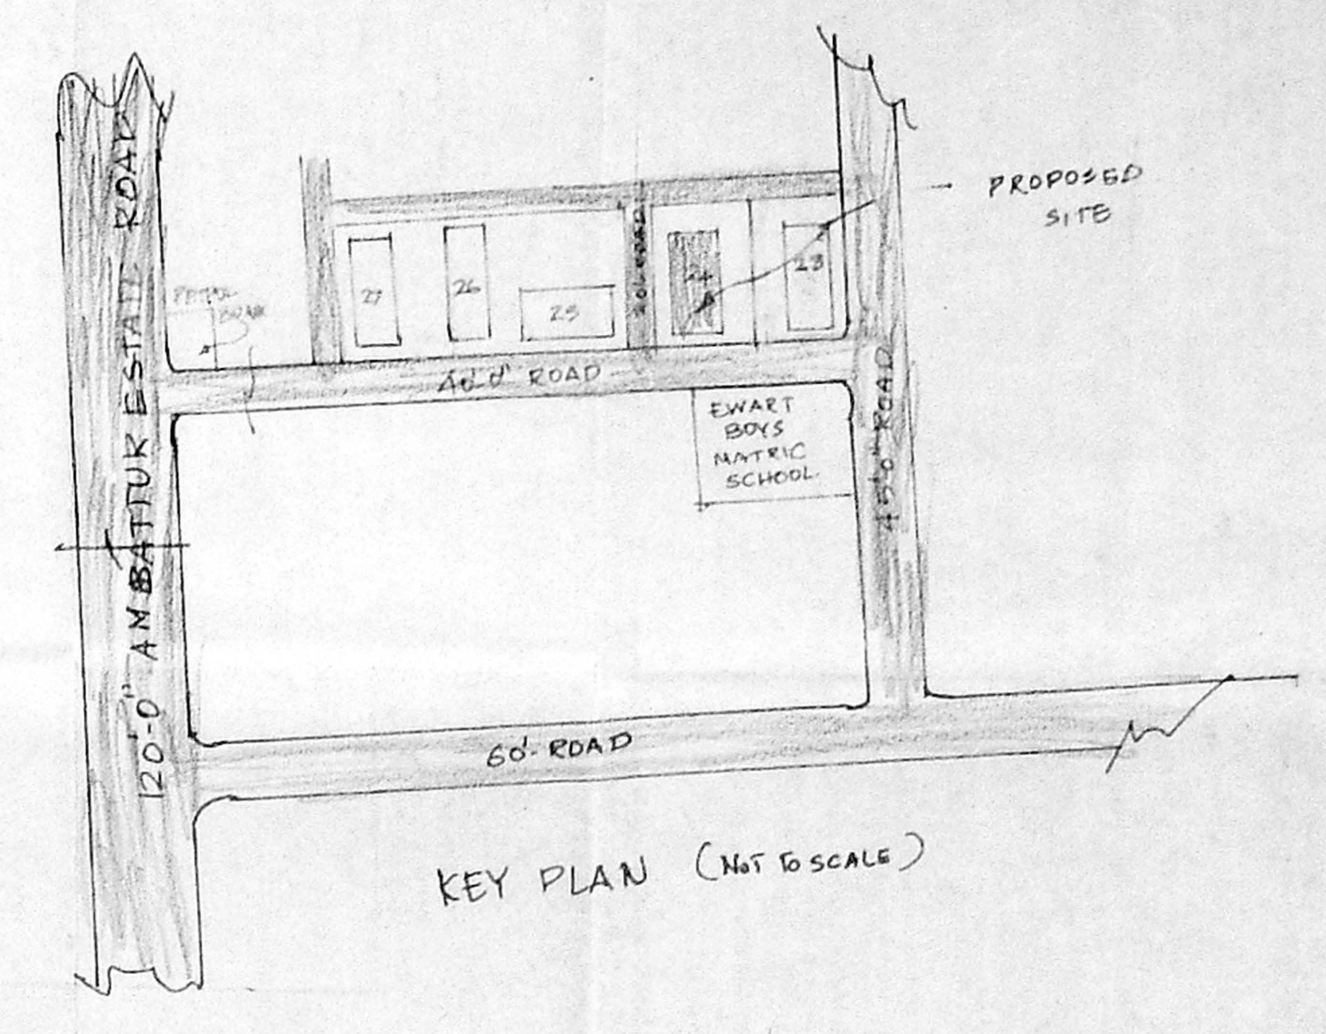 120'-0" AMBATTUR ESTATE ROAD
PROPOSED
SITE
27
26
25
24
23
40'0" ROAD
EWART
BOYS
MATRIC
SCHOOL
45'0" ROAD
60'- ROAD
KEY PLAN (NOT TO SCALE)